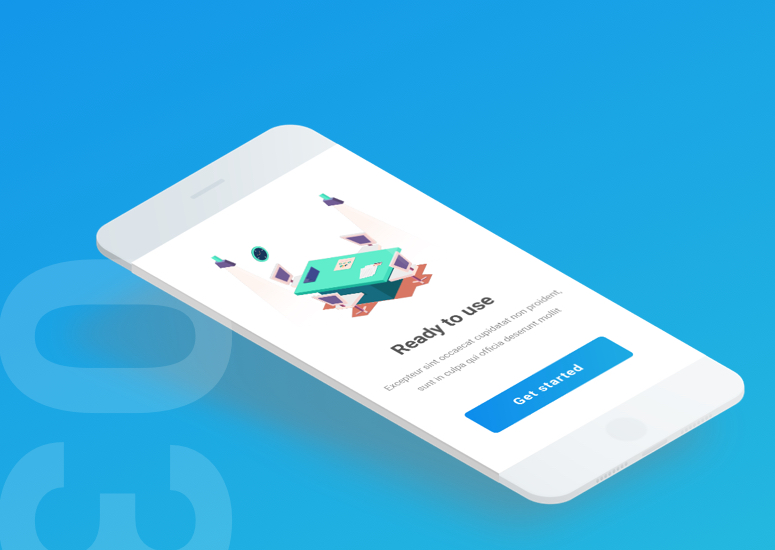 03
Ready to use
Excepteur sint occaecat cupidatat non proident,
sunt in culpa qui officia deserunt mollit
Get started